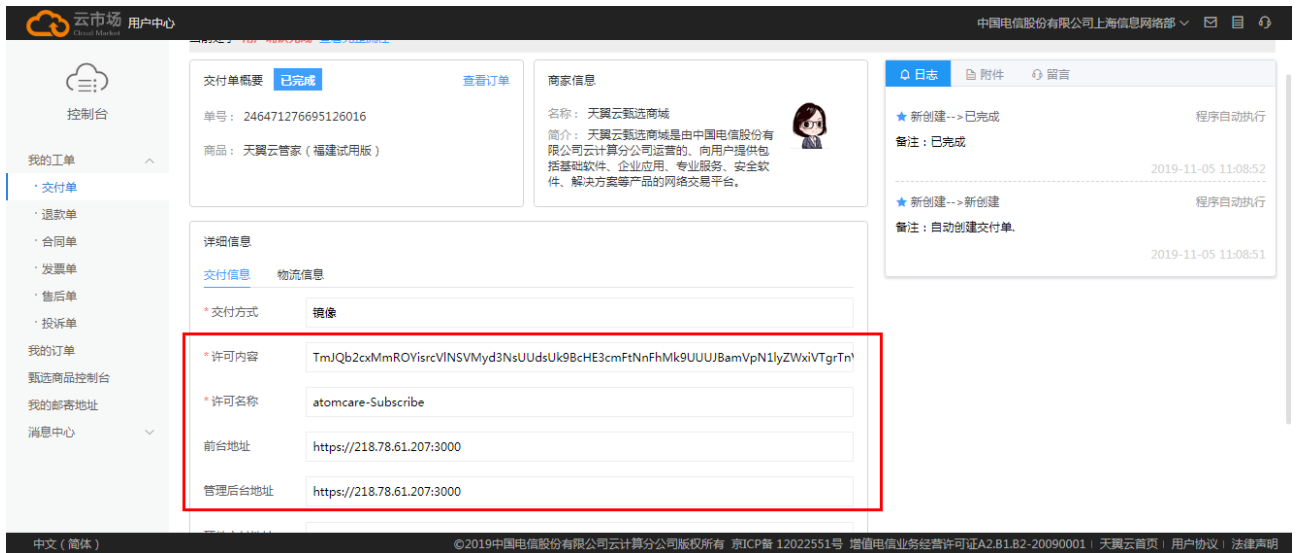 云市场 用户中心
Cloud Market
中国电信股份有限公司上海信息网络部
控制台
我的工单
· 交付单
· 退款单
· 合同单
· 发票单
· 售后单
· 投诉单
我的订单
甄选商品控制台
我的邮寄地址
消息中心
交付单概要 已完成 查看订单
单号： 246471276695126016
商品： 天翼云管家（福建试用版）
商家信息
名称： 天翼云甄选商城
简介： 天翼云甄选商城是由中国电信股份有
限公司云计算分公司运营的、向用户提供包
括基础软件、企业应用、专业服务、安全软
件、解决方案等产品的网络交易平台。
日志 附件 留言
新创建-->已完成 程序自动执行
备注：已完成
2019-11-05 11:08:52
新创建-->新创建 程序自动执行
备注：自动创建交付单.
2019-11-05 11:08:51
详细信息
交付信息 物流信息
*交付方式 镜像
*许可内容 TmJQb2cxMmROYisrcVlNSVMyd3NsUUdsUk9BcHE3cmFtNnFhMk9UUUJBamVpN1lyZWxiVTgrTn
*许可名称 atomcare-Subscribe
前台地址 https://218.78.61.207:3000
管理后台地址 https://218.78.61.207:3000
中文（简体）
©2019中国电信股份有限公司云计算分公司版权所有 京ICP备 12022551号 增值电信业务经营许可证A2.B1.B2-20090001 | 天翼云首页 | 用户协议 | 法律声明